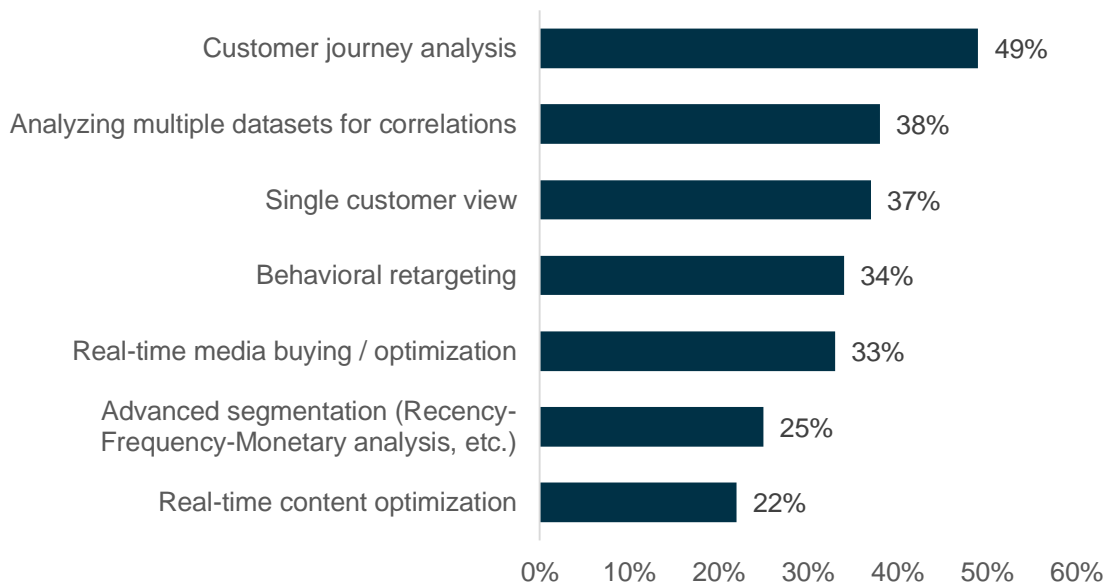 Customer journey analysis 49%
Analyzing multiple datasets for correlations 38%
Single customer view 37%
Behavioral retargeting 34%
Real-time media buying / optimization 33%
Advanced segmentation (Recency-
Frequency-Monetary analysis, etc.) 25%
Real-time content optimization 22%
0% 10% 20% 30% 40% 50% 60%